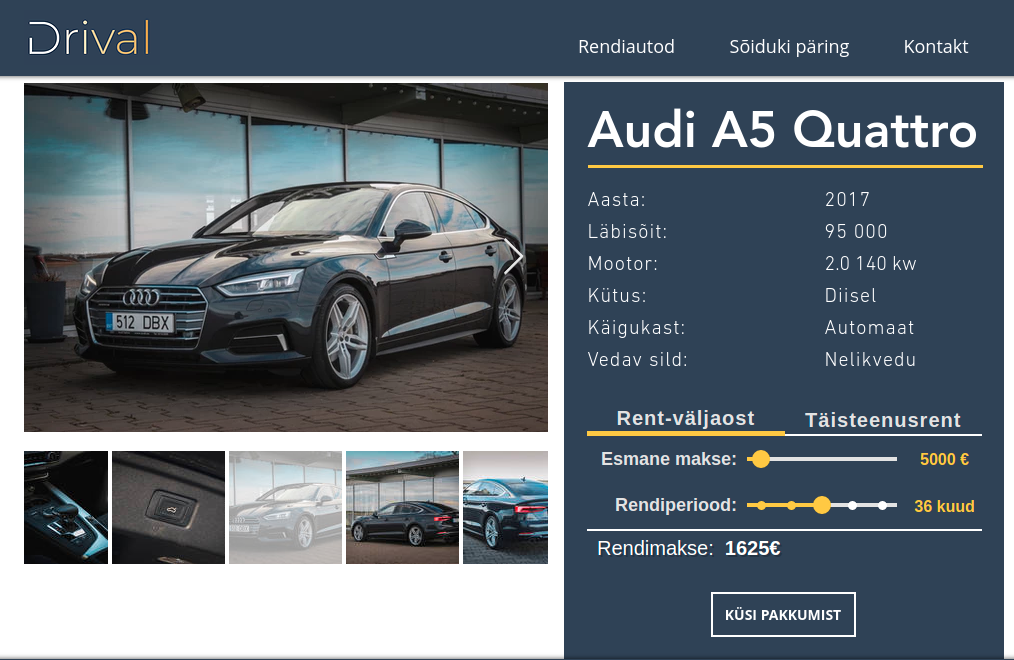 Drival
Rendiautod Sõiduki päring Kontakt
512 DBX
Audi A5 Quattro
Aasta: 2017
Läbisõit: 95 000
Mootor: 2.0 140 kw
Kütus: Diisel
Käigukast: Automaat
Vedav sild: Nelikvedu
Rent-väljaost Täisteenusrent
Esmane makse: 5000 €
Rendiperiood: 36 kuud
Rendimakse: 1625€
KÜSI PAKKUMIST